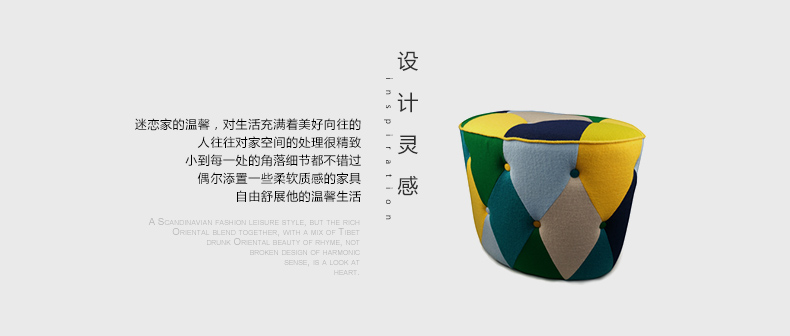 设计灵感
inspiration
迷恋家的温馨，对生活充满着美好向往的
人往往对家空间的处理很精致
小到每一处的角落细节都不错过
偶尔添置一些柔软质感的家具
自由舒展他的温馨生活
A Scandinavian fashion leisure style, but the rich
Oriental blend together, with a mix of Tibet
drunk Oriental beauty of rhyme, not
broken design of harmonic
sense, is a look at
heart.